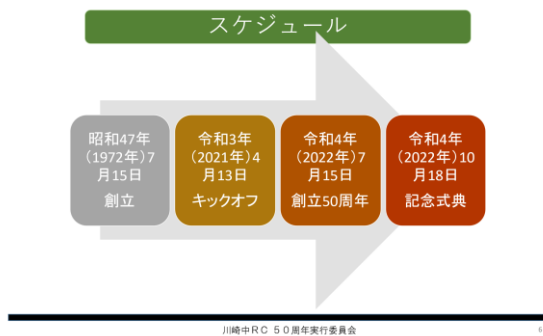 スケジュール
昭和47年
（1972年）7
月15日
創立
令和3年
（2021年）4
月13日
キックオフ
令和4年
（2022年）7
月15日
創立50周年
令和4年
（2022年）10
月18日
記念式典
川崎中ＲＣ ５０周年実行委員会
6